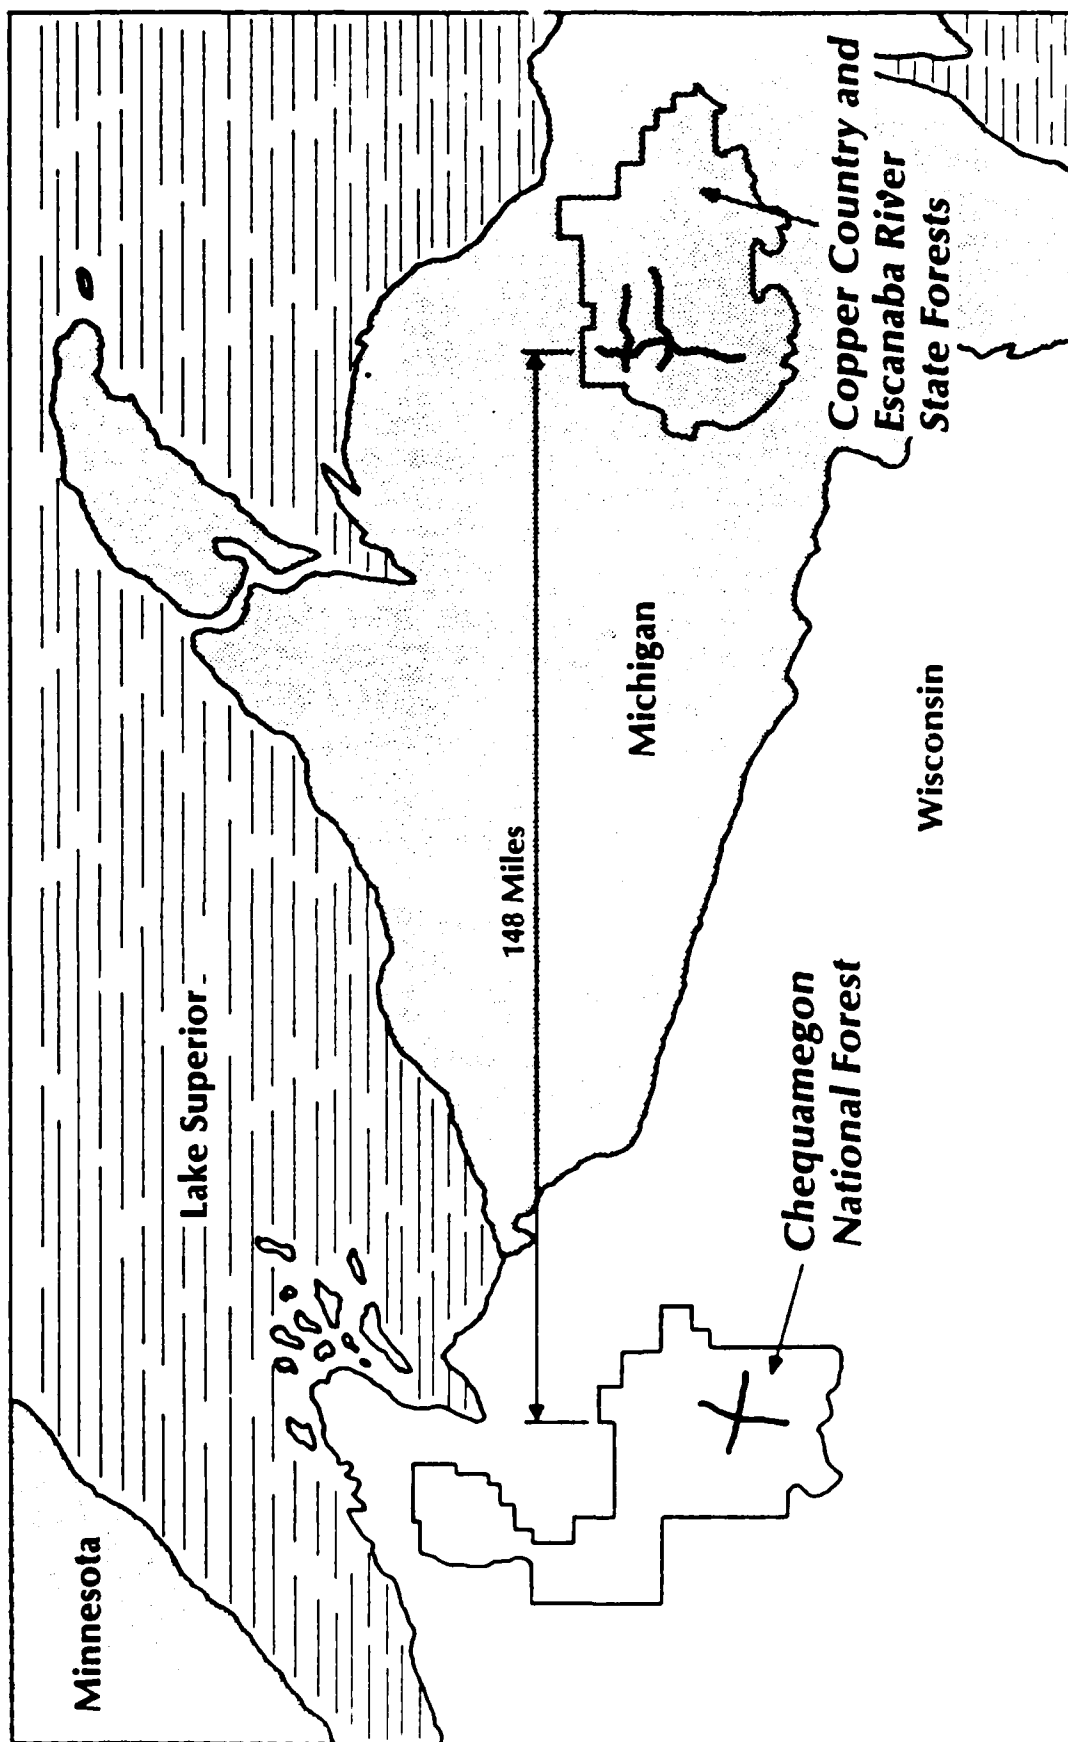 Minnesota
Lake Superior
148 Miles
Michigan
Copper Country and
Escanaba River
State Forests
Chequamegon
National Forest
Wisconsin